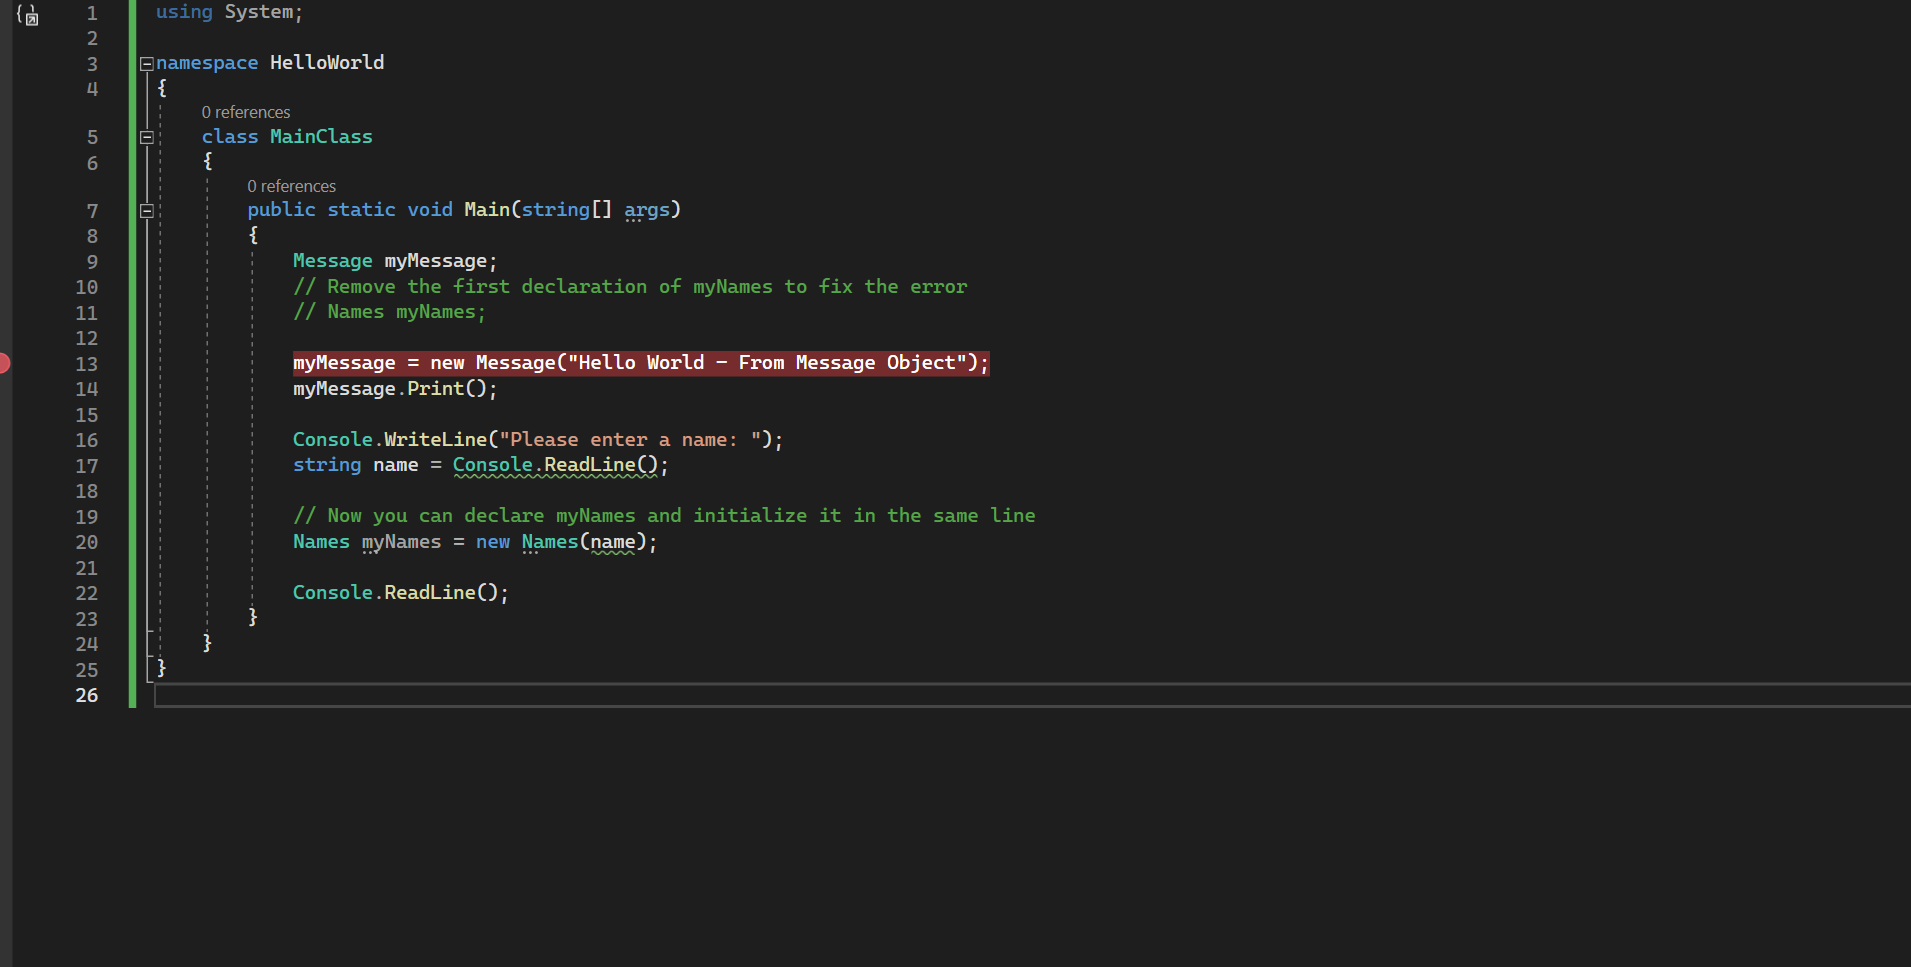 1 using System;
2
3 namespace HelloWorld
4 {
0 references
5 class MainClass
6 {
0 references
7 public static void Main(string[] args)
8 {
9 Message myMessage;
10 // Remove the first declaration of myNames to fix the error
11 // Names myNames;
12
13 myMessage = new Message("Hello World - From Message Object");
14 myMessage.Print();
15
16 Console.WriteLine("Please enter a name: ");
17 string name = Console.ReadLine();
18
19 // Now you can declare myNames and initialize it in the same line
20 Names myNames = new Names(name);
21
22 Console.ReadLine();
23 }
24 }
25 }
26